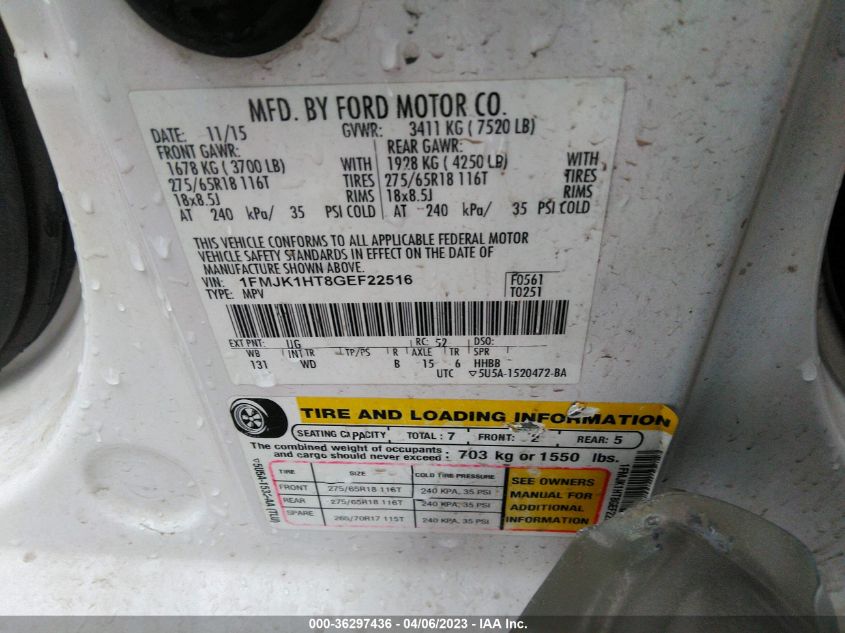 MFD. BY FORD MOTOR CO.
DATE: 11/15 GVWR: 3411 KG ( 7520 LB)
FRONT GAWR: REAR GAWR:
1678 KG ( 3700 LB) WITH 1928 KG ( 4250 LB) WITH
275/65R18 116T TIRES 275/65R18 116T TIRES
18x8.5J RIMS 18x8.5J RIMS
AT 240 kPa/ 35 PSI COLD AT 240 kPa/ 35 PSI COLD
THIS VEHICLE CONFORMS TO ALL APPLICABLE FEDERAL MOTOR
VEHICLE SAFETY STANDARDS IN EFFECT ON THE DATE OF
MANUFACTURE SHOWN ABOVE.
VIN: 1FMJK1HT8GEF22516 F0561
TYPE: MPV T0251
EXT PNT: UG RC: 52 DSO:
WB INT TR TP/PS R AXLE TR SPR
131 WD B 15 6 HHBB
UTC 5U5A-1520472-BA
TIRE AND LOADING INFORMATION
SEATING CAPACITY TOTAL : 7 FRONT: 2 REAR: 5
The combined weight of occupants
and cargo should never exceed : 703 kg or 1550 lbs.
TIRE SIZE COLD TIRE PRESSURE
FRONT 275/65R18 116T 240 KPA, 35 PSI
REAR 275/65R18 116T 240 KPA, 35 PSI
SPARE 265/70R17 115T 240 KPA, 35 PSI
SEE OWNERS
MANUAL FOR
ADDITIONAL
INFORMATION
000-36297436 - 04/06/2023 - IAAI.COM.